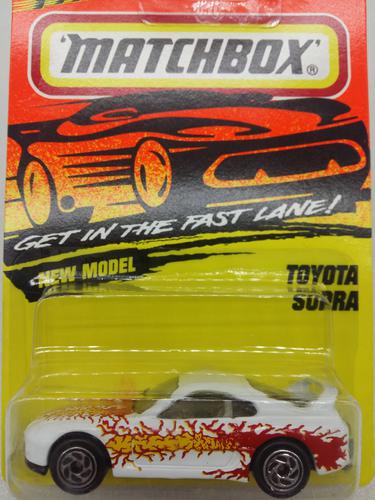 'MATCHBOX'®
GET IN THE FAST LANE!
NEW MODEL
TOYOTA
SUPRA